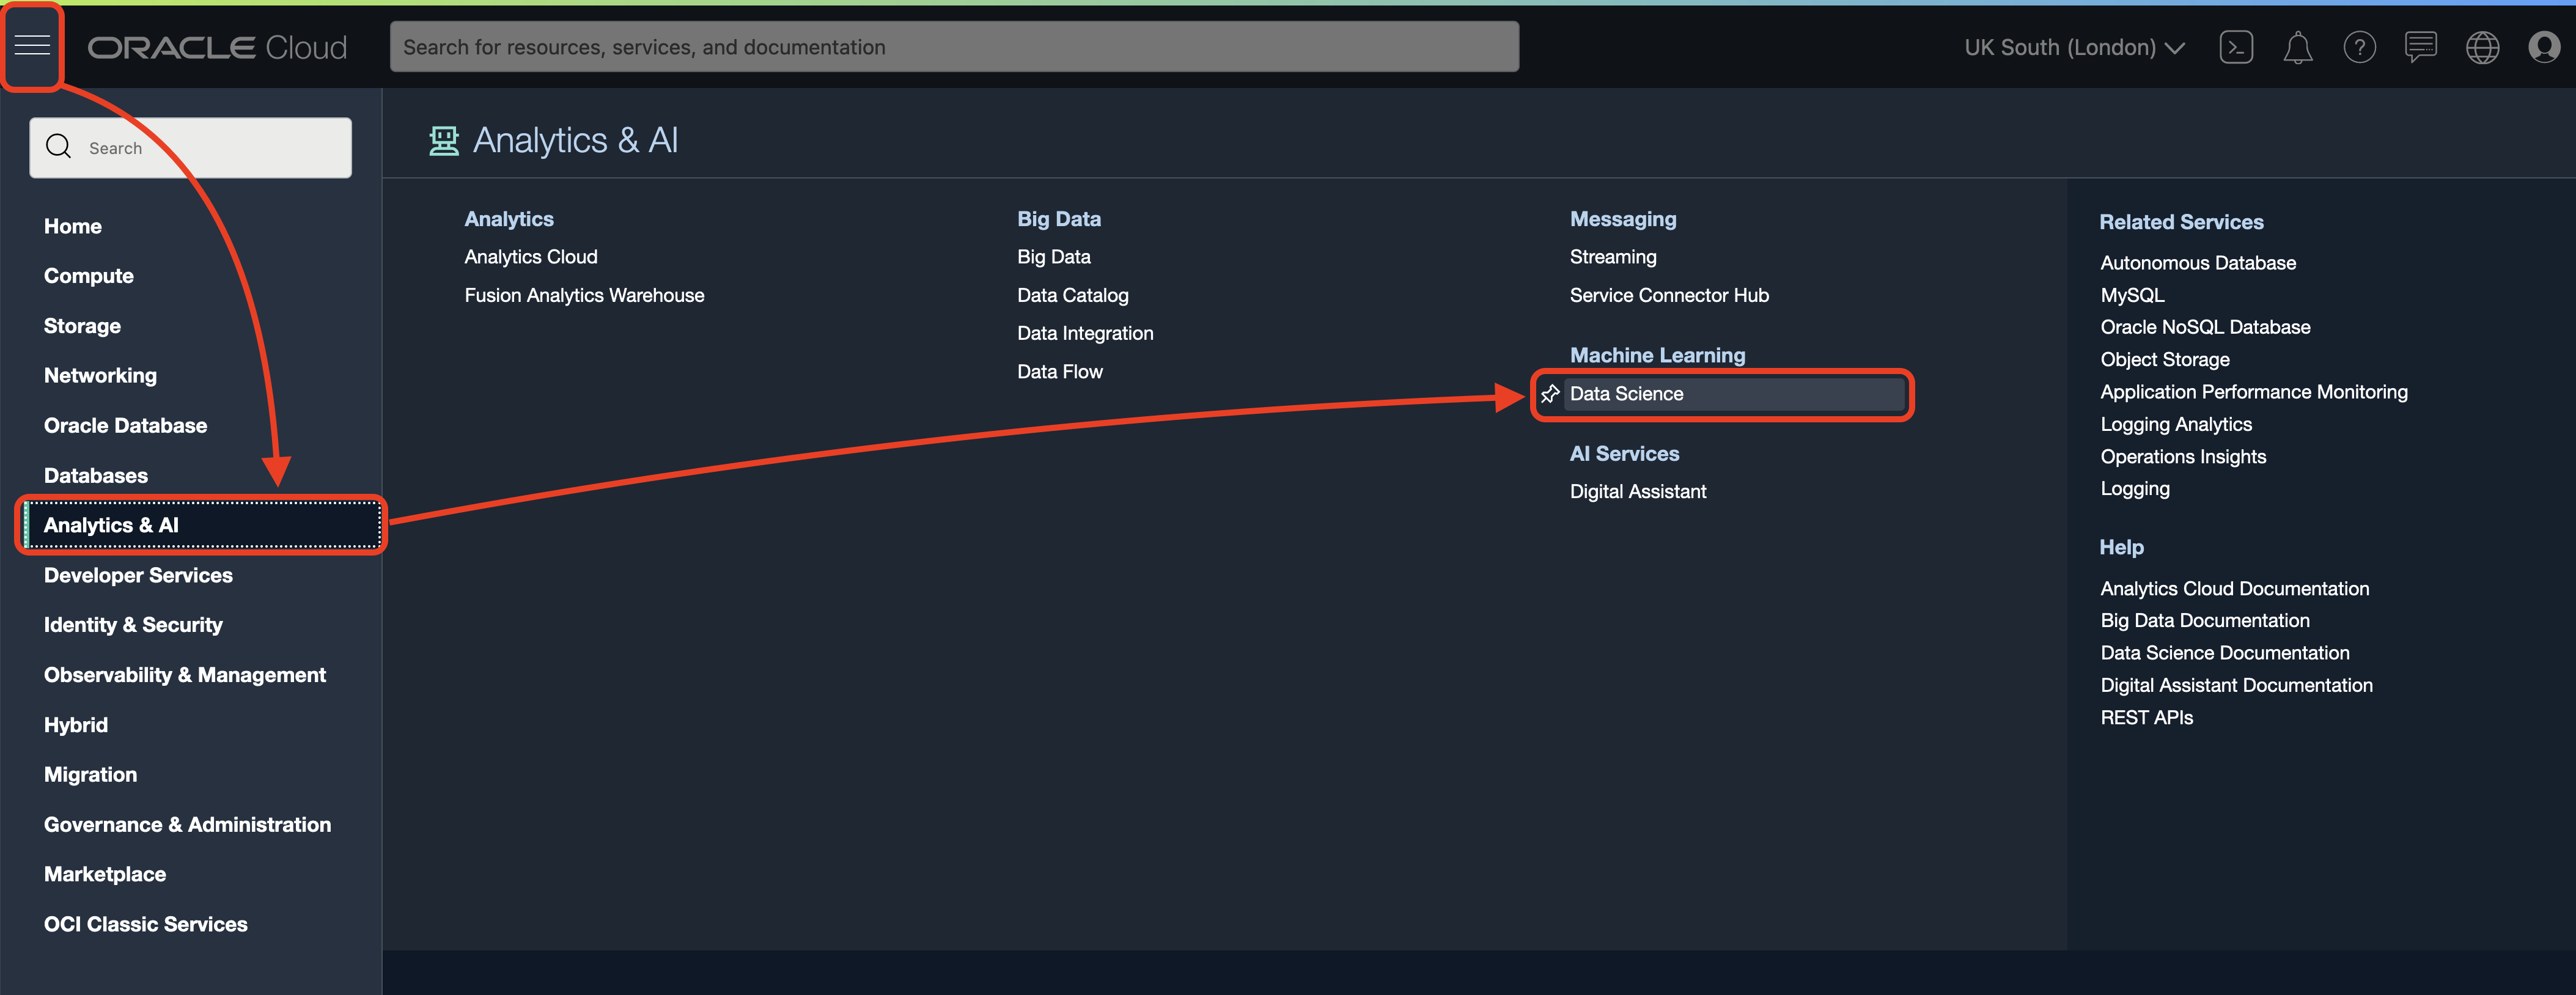 ORACLE Cloud
Search for resources, services, and documentation
UK South (London)
Search
Home
Compute
Storage
Networking
Oracle Database
Databases
Analytics & AI
Developer Services
Identity & Security
Observability & Management
Hybrid
Migration
Governance & Administration
Marketplace
OCI Classic Services
Analytics & AI
Analytics
Analytics Cloud
Fusion Analytics Warehouse
Big Data
Big Data
Data Catalog
Data Integration
Data Flow
Messaging
Streaming
Service Connector Hub
Machine Learning
Data Science
AI Services
Digital Assistant
Related Services
Autonomous Database
MySQL
Oracle NoSQL Database
Object Storage
Application Performance Monitoring
Logging Analytics
Operations Insights
Logging
Help
Analytics Cloud Documentation
Big Data Documentation
Data Science Documentation
Digital Assistant Documentation
REST APIs